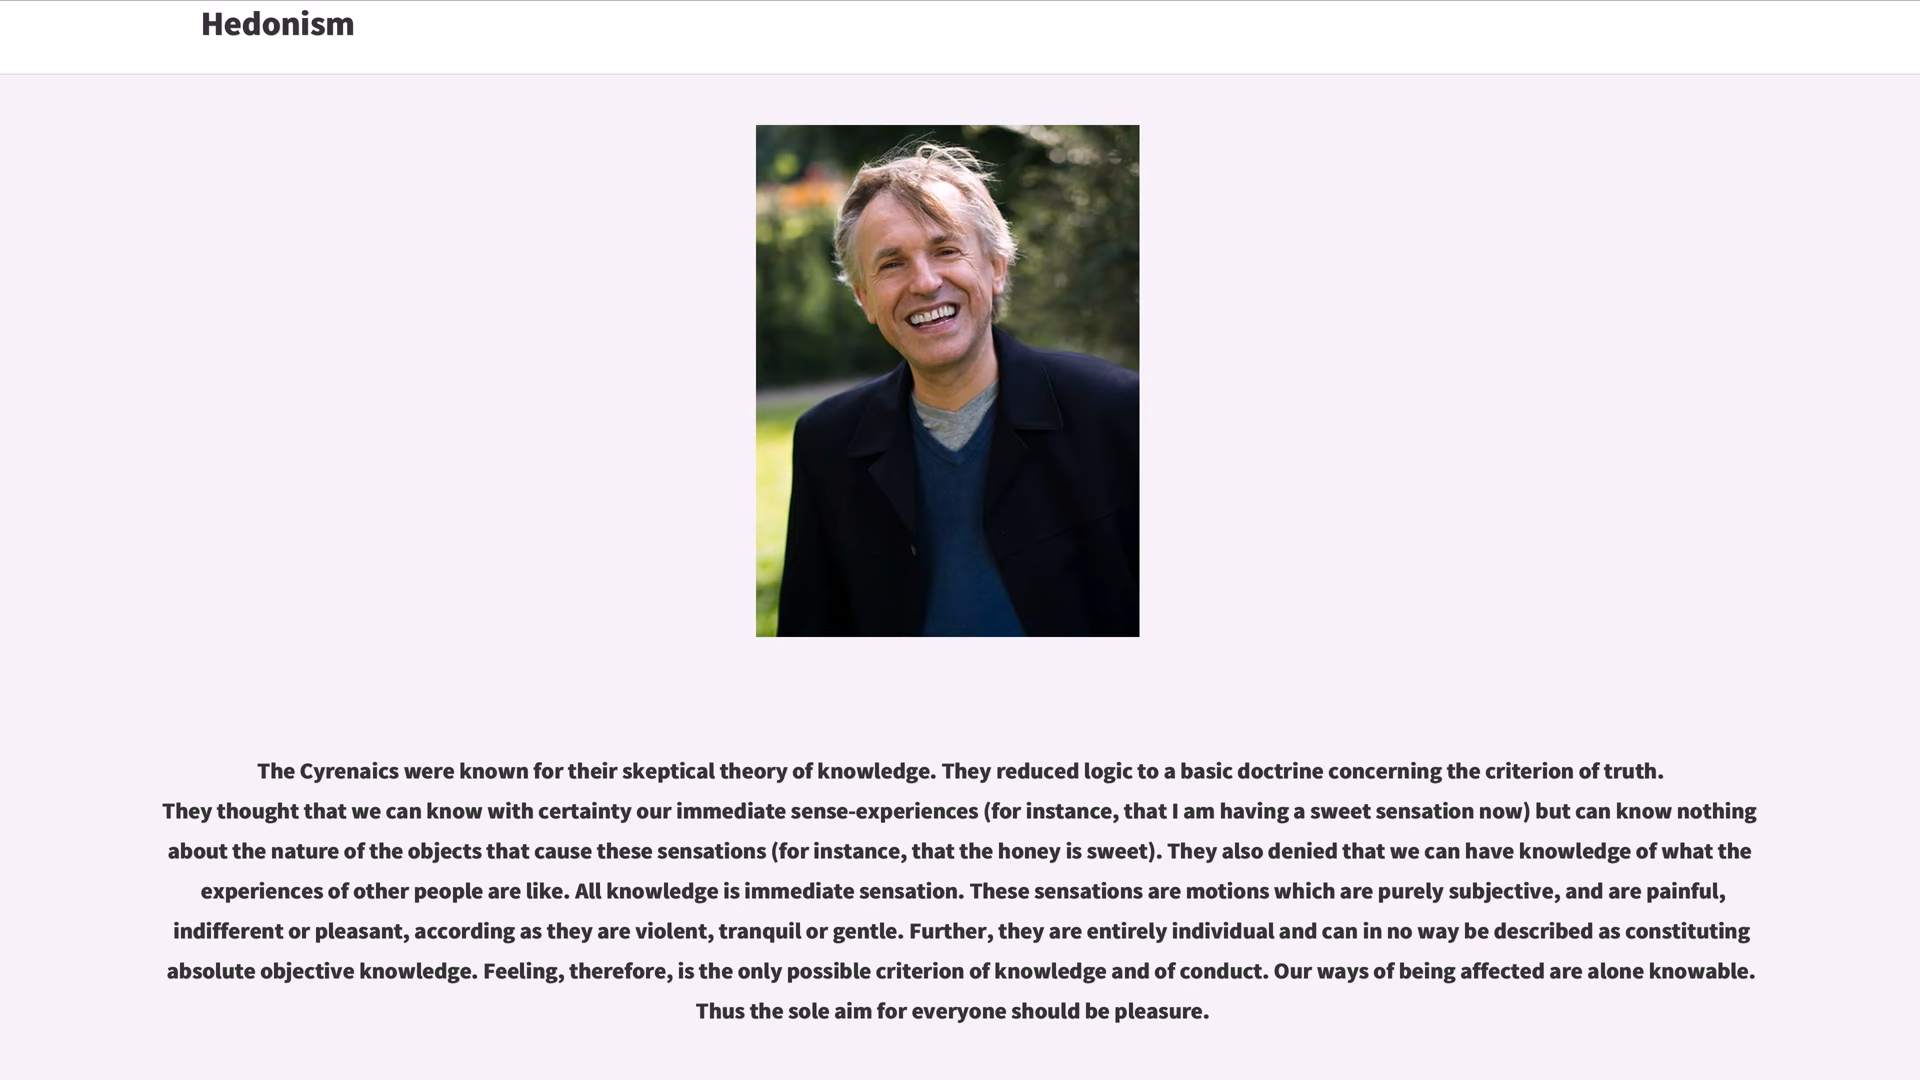 Hedonism
The Cyrenaics were known for their skeptical theory of knowledge. They reduced logic to a basic doctrine concerning the criterion of truth.
They thought that we can know with certainty our immediate sense-experiences (for instance, that I am having a sweet sensation now) but can know nothing
about the nature of the objects that cause these sensations (for instance, that the honey is sweet). They also denied that we can have knowledge of what the
experiences of other people are like. All knowledge is immediate sensation. These sensations are motions which are purely subjective, and are painful,
indifferent or pleasant, according as they are violent, tranquil or gentle. Further, they are entirely individual and can in no way be described as constituting
absolute objective knowledge. Feeling, therefore, is the only possible criterion of knowledge and of conduct. Our ways of being affected are alone knowable.
Thus the sole aim for everyone should be pleasure.